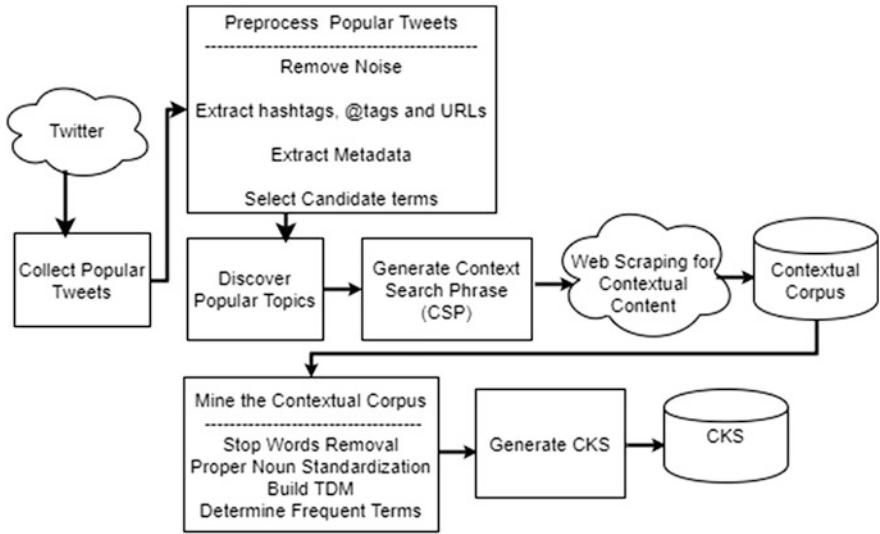 Preprocess Popular Tweets
Remove Noise
Extract hashtags, @tags and URLs
Extract Metadata
Select Candidate terms
Twitter
Collect Popular
Tweets
Discover
Popular Topics
Generate Context
Search Phrase
(CSP)
Web Scraping for
Contextual
Content
Contextual
Corpus
Mine the Contextual Corpus
Stop Words Removal
Proper Noun Standardization
Build TDM
Determine Frequent Terms
Generate CKS
CKS